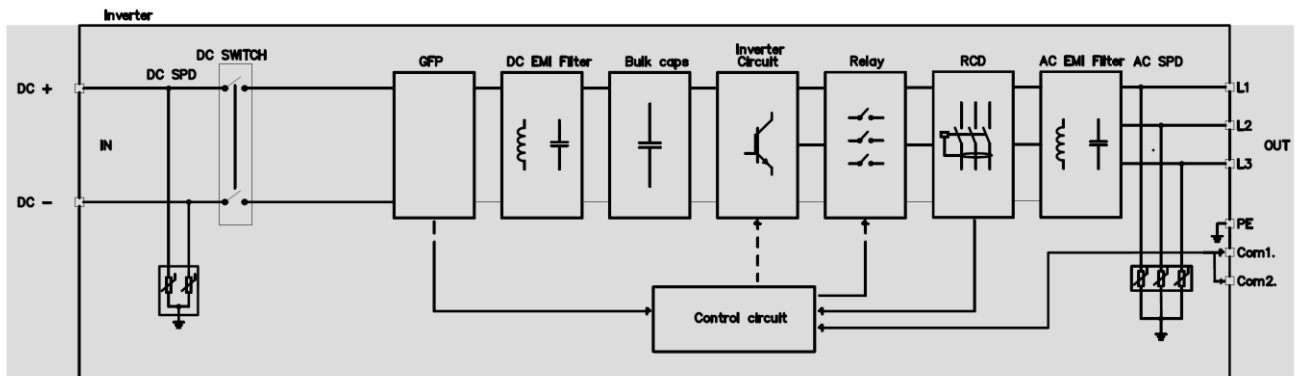 Inverter
DC SPD
DC SWITCH
GFP
DC EMI Filter
Bulk caps
Inverter
Circuit
Relay
RCD
AC EMI Filter
AC SPD
DC +
IN
DC -
L1
L2
L3
OUT
PE
Com1.
Com2.
Control circuit